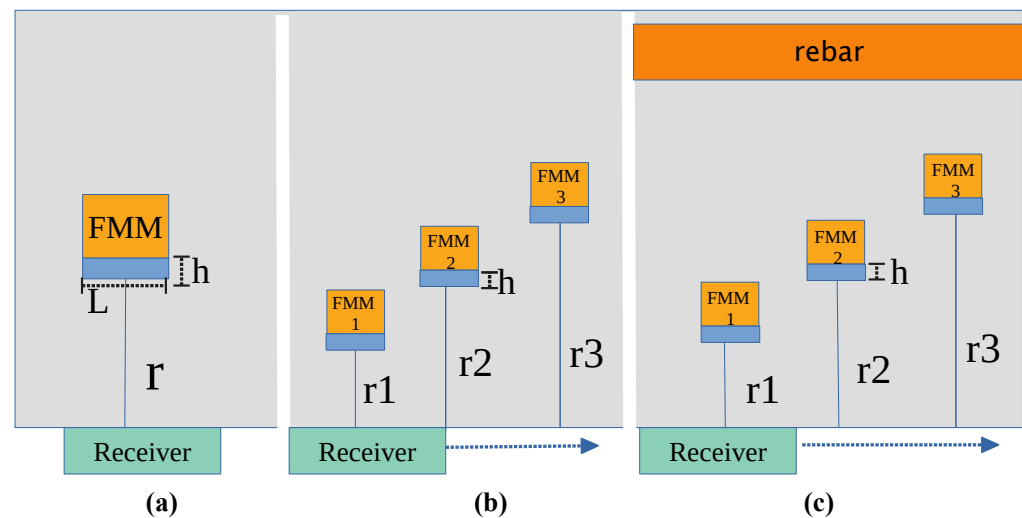 FMM
h
L
r
Receiver
(a)
FMM
1
FMM
2
FMM
3
h
r1
r2
r3
Receiver
(b)
rebar
FMM
1
FMM
2
FMM
3
h
r1
r2
r3
Receiver
(c)